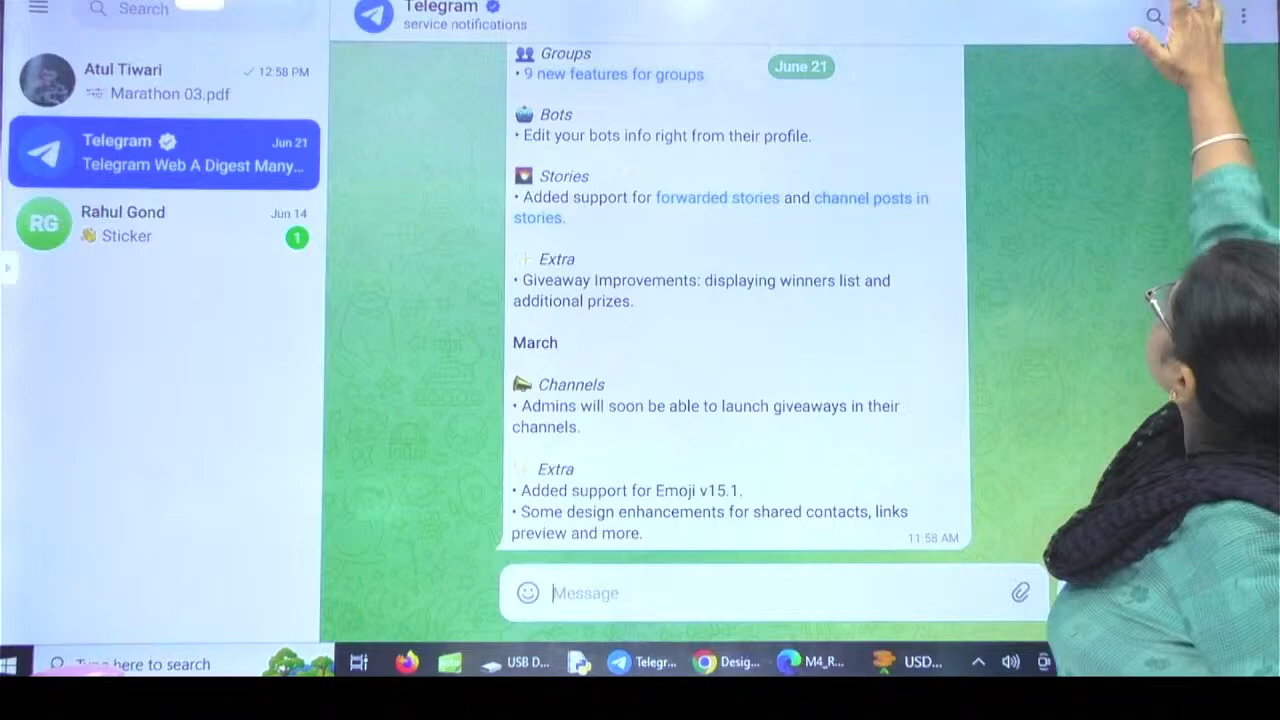 Search
Atul Tiwari
12:58 PM
Marathon 03.pdf
Telegram
Jun 21
Telegram Web A Digest Many...
RG
Rahul Gond
Jun 14
Sticker
1
Telegram
service notifications
June 21
Groups
• 9 new features for groups
Bots
• Edit your bots info right from their profile.
Stories
• Added support for forwarded stories and channel posts in
stories.
Extra
• Giveaway Improvements: displaying winners list and
additional prizes.
March
Channels
• Admins will soon be able to launch giveaways in their
channels.
Extra
• Added support for Emoji v15.1.
• Some design enhancements for shared contacts, links
preview and more.
11:58 AM
Message
Type here to search
USB D...
Telegr...
Desig...
M4_R...
USD...